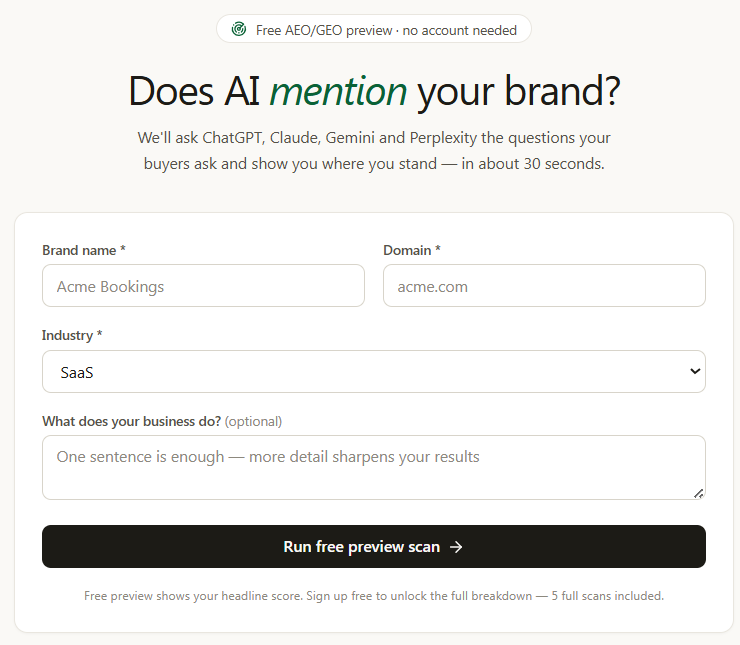 Free AEO/GEO preview · no account needed
Does AI mention your brand?
We'll ask ChatGPT, Claude, Gemini and Perplexity the questions your
buyers ask and show you where you stand — in about 30 seconds.
Brand name *
Domain *
Acme Bookings
acme.com
Industry *
SaaS
What does your business do? (optional)
One sentence is enough — more detail sharpens your results
Run free preview scan →
Free preview shows your headline score. Sign up free to unlock the full breakdown — 5 full scans included.